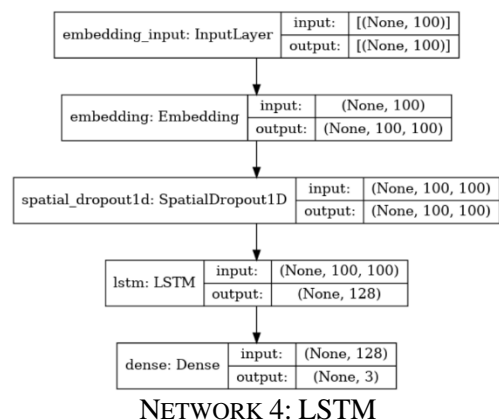 embedding_input: InputLayer
input: [(None, 100)]
output: [(None, 100)]
embedding: Embedding
input: (None, 100)
output: (None, 100, 100)
spatial_dropout1d: SpatialDropout1D
input: (None, 100, 100)
output: (None, 100, 100)
lstm: LSTM
input: (None, 100, 100)
output: (None, 128)
dense: Dense
input: (None, 128)
output: (None, 3)
NETWORK 4: LSTM